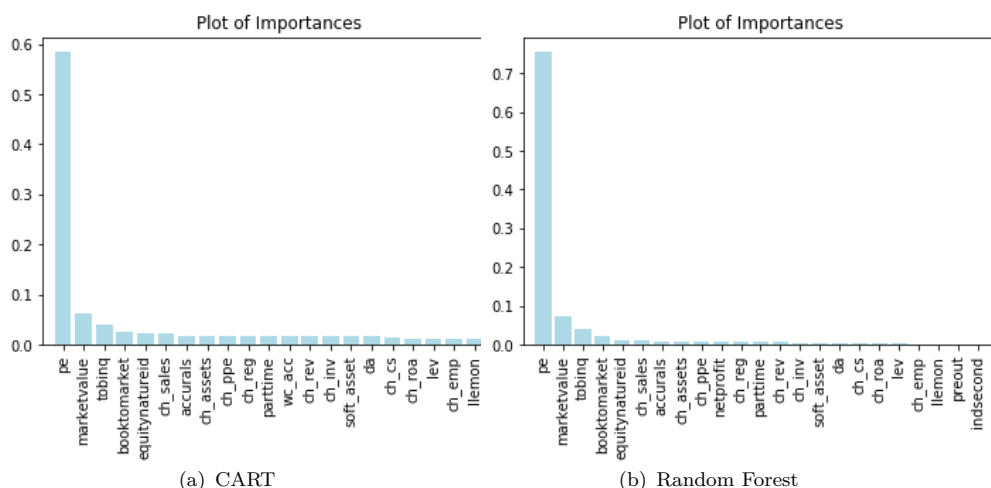 Plot of Importances
0.6
0.5
0.4
0.3
0.2
0.1
0.0
pe
marketvalue
tobinq
booktomarket
equitynatureid
ch_sales
accurals
ch_assets
ch_ppe
ch_reg
parttime
wc_acc
ch_rev
ch_inv
soft_asset
da
ch_cs
ch_roa
lev
ch_emp
llemon
(a) CART
Plot of Importances
0.7
0.6
0.5
0.4
0.3
0.2
0.1
0.0
pe
marketvalue
tobinq
booktomarket
equitynatureid
ch_sales
accurals
ch_assets
ch_ppe
netprofit
ch_reg
parttime
ch_rev
ch_inv
soft_asset
da
ch_cs
ch_roa
lev
ch_emp
llemon
preout
indsecond
(b) Random Forest